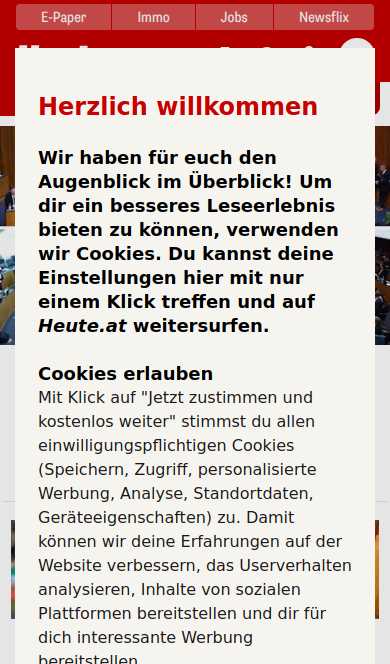 E-Paper Immo Jobs Newsflix
Herzlich willkommen
Wir haben für euch den
Augenblick im Überblick! Um
dir ein besseres Leseerlebnis
bieten zu können, verwenden
wir Cookies. Du kannst deine
Einstellungen hier mit nur
einem Klick treffen und auf
Heute.at weitersurfen.
Cookies erlauben
Mit Klick auf "Jetzt zustimmen und
kostenlos weiter" stimmst du allen
einwilligungspflichtigen Cookies
(Speichern, Zugriff, personalisierte
Werbung, Analyse, Standortdaten,
Geräteeigenschaften) zu. Damit
können wir deine Erfahrungen auf der
Website verbessern, das Userverhalten
analysieren, Inhalte von sozialen
Plattformen bereitstellen und dir für
dich interessante Werbung
bereitstellen